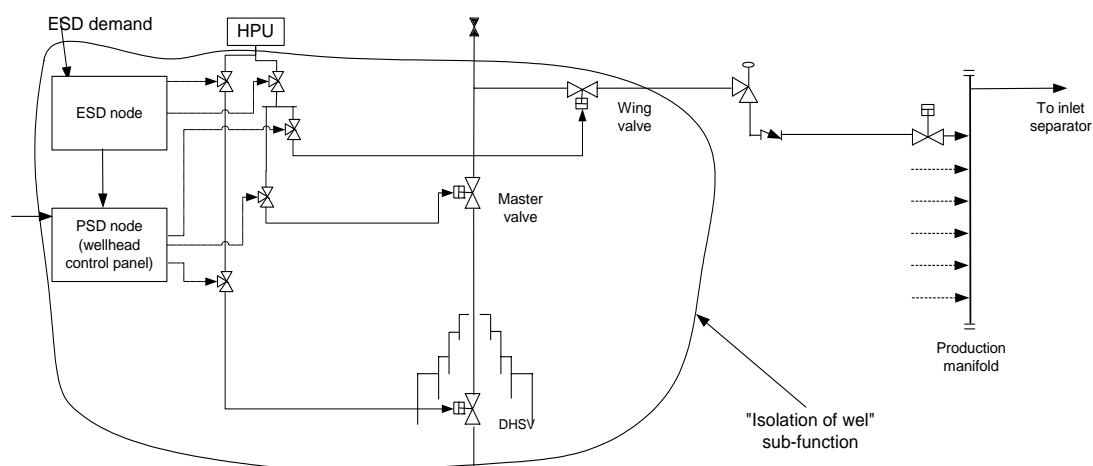 ESD demand
HPU
ESD node
Wing
valve
To inlet
separator
Master
valve
PSD node
(wellhead
control panel)
Production
manifold
DHSV
"Isolation of wel"
sub-function